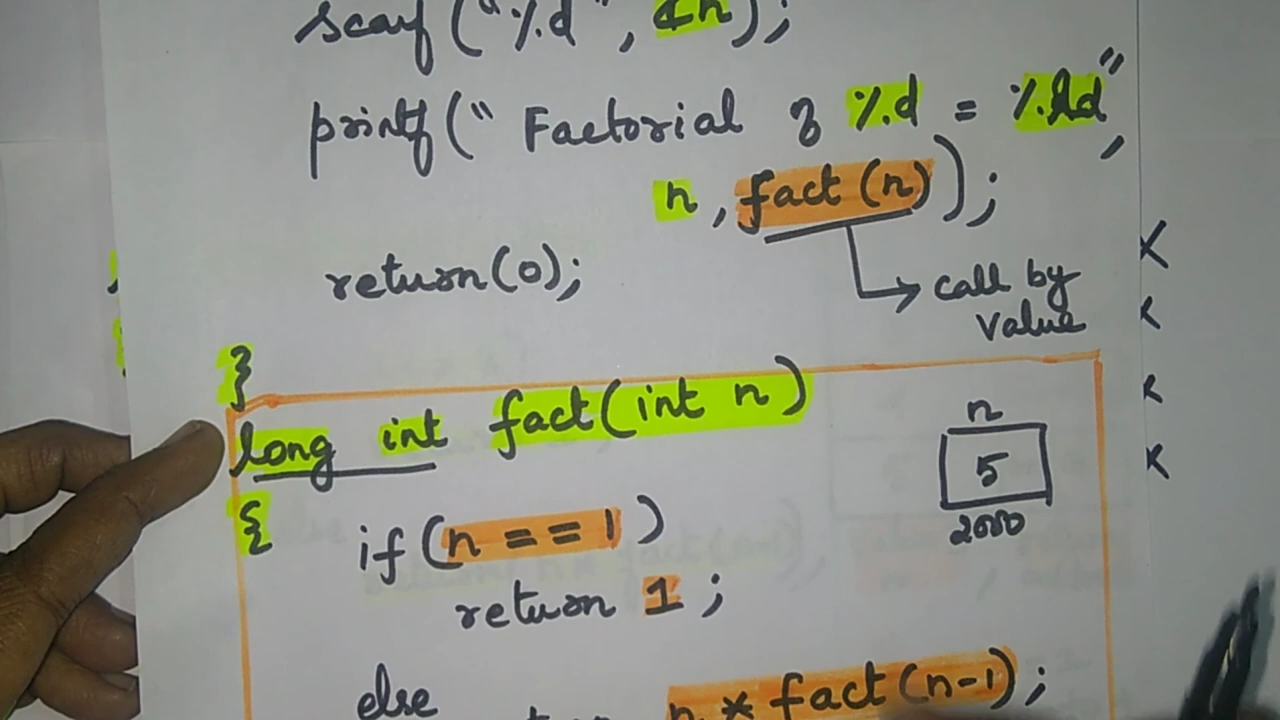 scanf("%d", &n);
printf("Factorial of %d = %ld",
n, fact(n));
return(0);
call by
value
}
long int fact(int n)
n
5
2000
{
if(n == 1)
return 1;
else
n * fact(n-1);